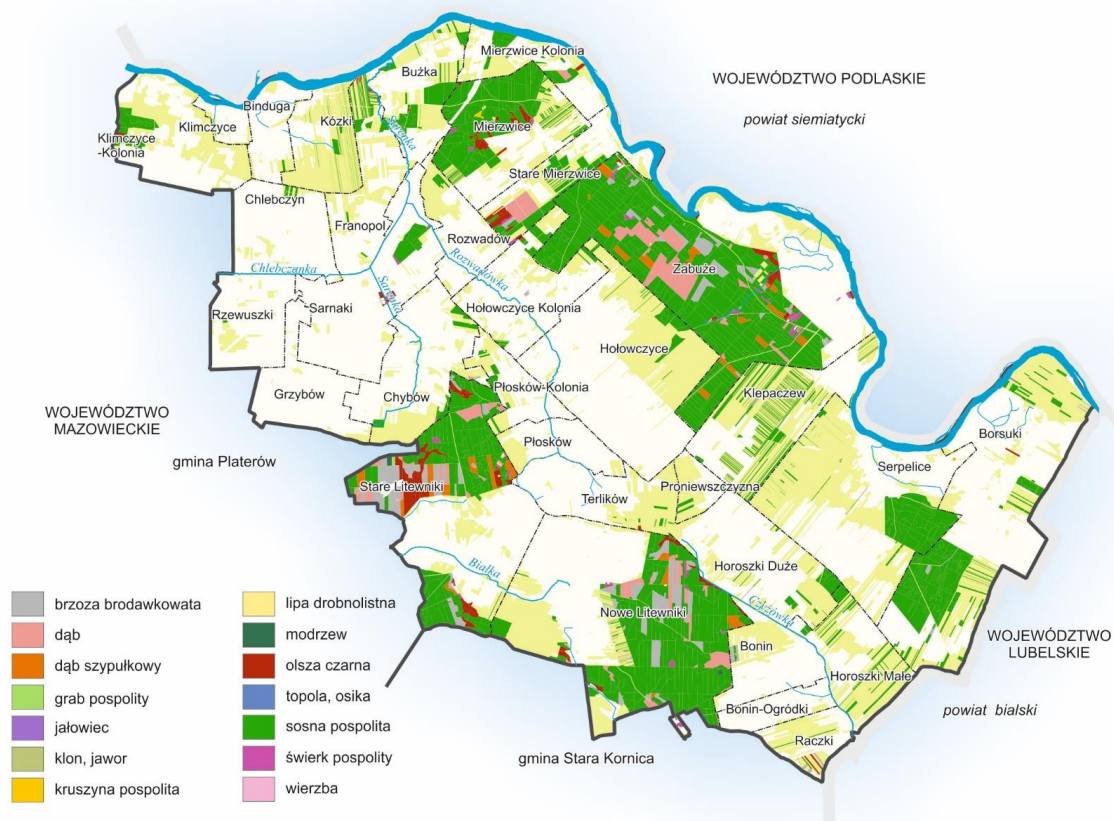 Mierzwice Kolonia
Bużka
WOJEWÓDZTWO PODLASKIE
powiat siemiatycki
Binduga
Kózki
Sarenka
Klimczyce
Mierzwice
Klimczyce
-Kolonia
Stare Mierzwice
Chlebczyn
Franopol
Rozwadów
Rozwadówka
Zabuże
Chlebczanka
Sarenka
Rzewuszki
Sarnaki
Hołowczyce Kolonia
Hołowczyce
Grzybów
Chybów
Płosków-Kolonia
Klepaczew
WOJEWÓDZTWO
MAZOWIECKIE
gmina Platerów
Płosków
Borsuki
Serpelice
Stare Litewniki
Terlików
Proniewszczyzna
Białka
Horoszki Duże
Czyżówka
Nowe Litewniki
Bonin
WOJEWÓDZTWO
LUBELSKIE
Horoszki Małe
powiat bialski
Bonin-Ogródki
Raczki
gmina Stara Kornica
brzoza brodawkowata
dąb
dąb szypułkowy
grab pospolity
jałowiec
klon, jawor
kruszyna pospolita
lipa drobnolistna
modrzew
olsza czarna
topola, osika
sosna pospolita
świerk pospolity
wierzba